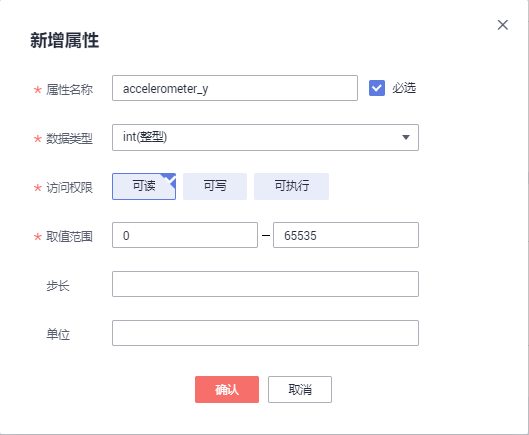 新增属性
* 属性名称 accelerometer_y 必选
* 数据类型 int(整型)
* 访问权限 可读 可写 可执行
* 取值范围 0 – 65535
步长
单位
确认 取消